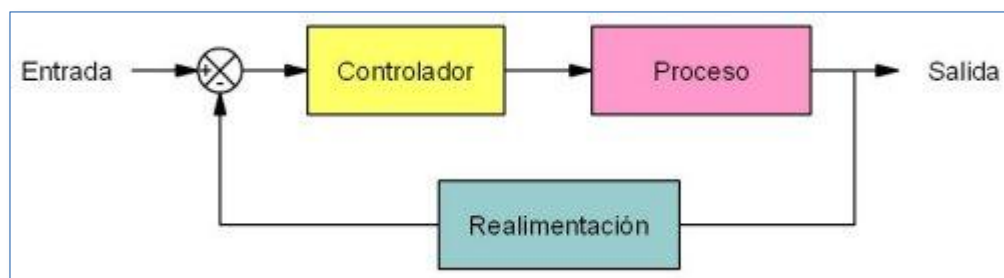 Entrada
+
-
Controlador
Proceso
Salida
Realimentación